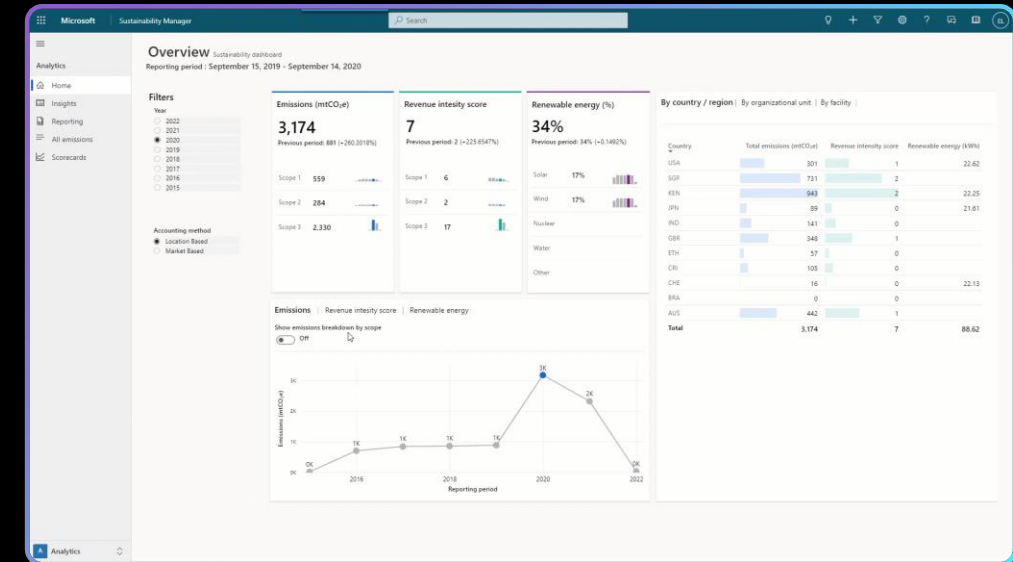 Microsoft Sustainability Manager Search EL
Analytics
Home
Insights
Reporting
All emissions
Scorecards
Overview Sustainability dashboard
Reporting period : September 15, 2019 - September 14, 2020
Filters
Year
2022
2021
2020
2019
2018
2017
2016
2015
Accounting method
Location Based
Market Based
Emissions (mtCO₂e)
3,174
Previous period: 881 (+260.3018%)
Scope 1 559
Scope 2 284
Scope 3 2,330
Revenue intesity score
7
Previous period: 2 (+225.6547%)
Scope 1 6
Scope 2 2
Scope 3 17
Renewable energy (%)
34%
Previous period: 34% (+0.1492%)
Solar 17%
Wind 17%
Nuclear
Water
Other
By country / region | By organizational unit | By facility |
Country Total emissions (mtCO₂e) Revenue intensity score Renewable energy (kWh)
USA 301 1 22.62
SGP 731 2
KEN 943 2 22.25
JPN 89 0 21.61
IND 141 0
GBR 348 1
ETH 57 0
CRI 105 0
CHE 16 0 22.13
BRA 0 0
AUS 442 1
Total 3,174 7 88.62
Emissions | Revenue intesity score | Renewable energy
Show emissions breakdown by scope
Off
Emissions (mtCO₂e)
3K
2K
1K
0K
0K
1K
1K
1K
1K
3K
2K
0K
2016
2018
2020
2022
Reporting period
A Analytics